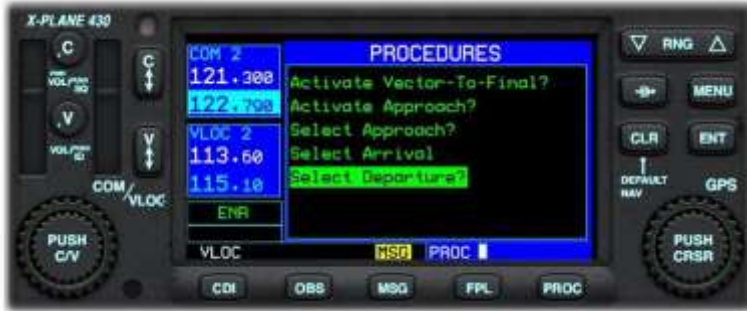 X-PLANE 430
.C
PUSH
VOL/SQ
.V
VOL/ID
C
V
COM/VLOC
PUSH C/V
COM 2
121.300
122.790
VLOC 2
113.60
115.10
ENR
VLOC
PROCEDURES
Activate Vector-To-Final?
Activate Approach?
Select Approach?
Select Arrival
Select Departure?
MSG
PROC
CDI
OBS
MSG
FPL
PROC
RNG
MENU
CLR
ENT
DEFAULT NAV
GPS
PUSH CRSR